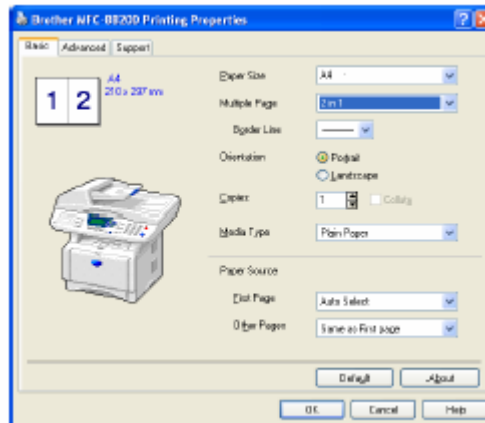 Brother MFC-8820D Printing Properties
Basic Advanced Support
A4
210 x 297 mm
1 2
Paper Size A4
Multiple Page 2 in 1
Border Line
Orientation Portrait
Landscape
Copies 1 Collate
Media Type Plain Paper
Paper Source
First Page Auto Select
Other Pages Same as First page
Default About
OK Cancel Help